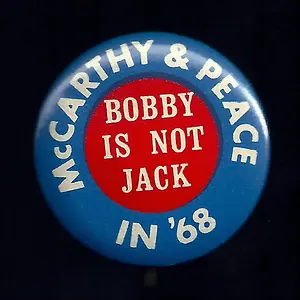 McCARTHY & PEACE
BOBBY
IS NOT
JACK
IN '68